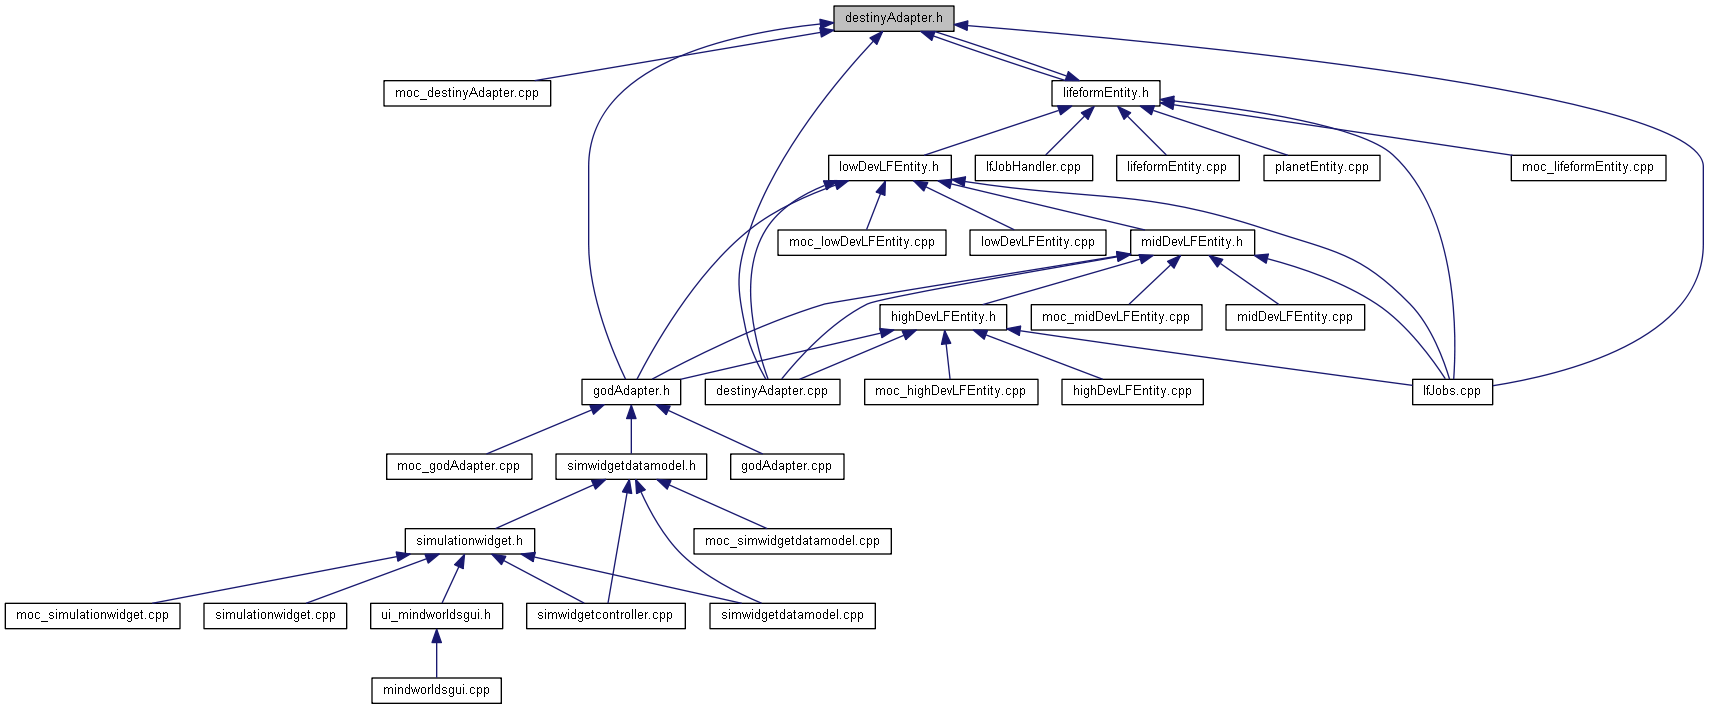 destinyAdapter.h
moc_destinyAdapter.cpp
lifeformEntity.h
lowDevLFEntity.h
lfJobHandler.cpp
lifeformEntity.cpp
planetEntity.cpp
moc_lifeformEntity.cpp
moc_lowDevLFEntity.cpp
lowDevLFEntity.cpp
midDevLFEntity.h
highDevLFEntity.h
moc_midDevLFEntity.cpp
midDevLFEntity.cpp
godAdapter.h
destinyAdapter.cpp
moc_highDevLFEntity.cpp
highDevLFEntity.cpp
lfJobs.cpp
moc_godAdapter.cpp
simwidgetdatamodel.h
godAdapter.cpp
simulationwidget.h
moc_simwidgetdatamodel.cpp
moc_simulationwidget.cpp
simulationwidget.cpp
ui_mindworldsgui.h
simwidgetcontroller.cpp
simwidgetdatamodel.cpp
mindworldsgui.cpp